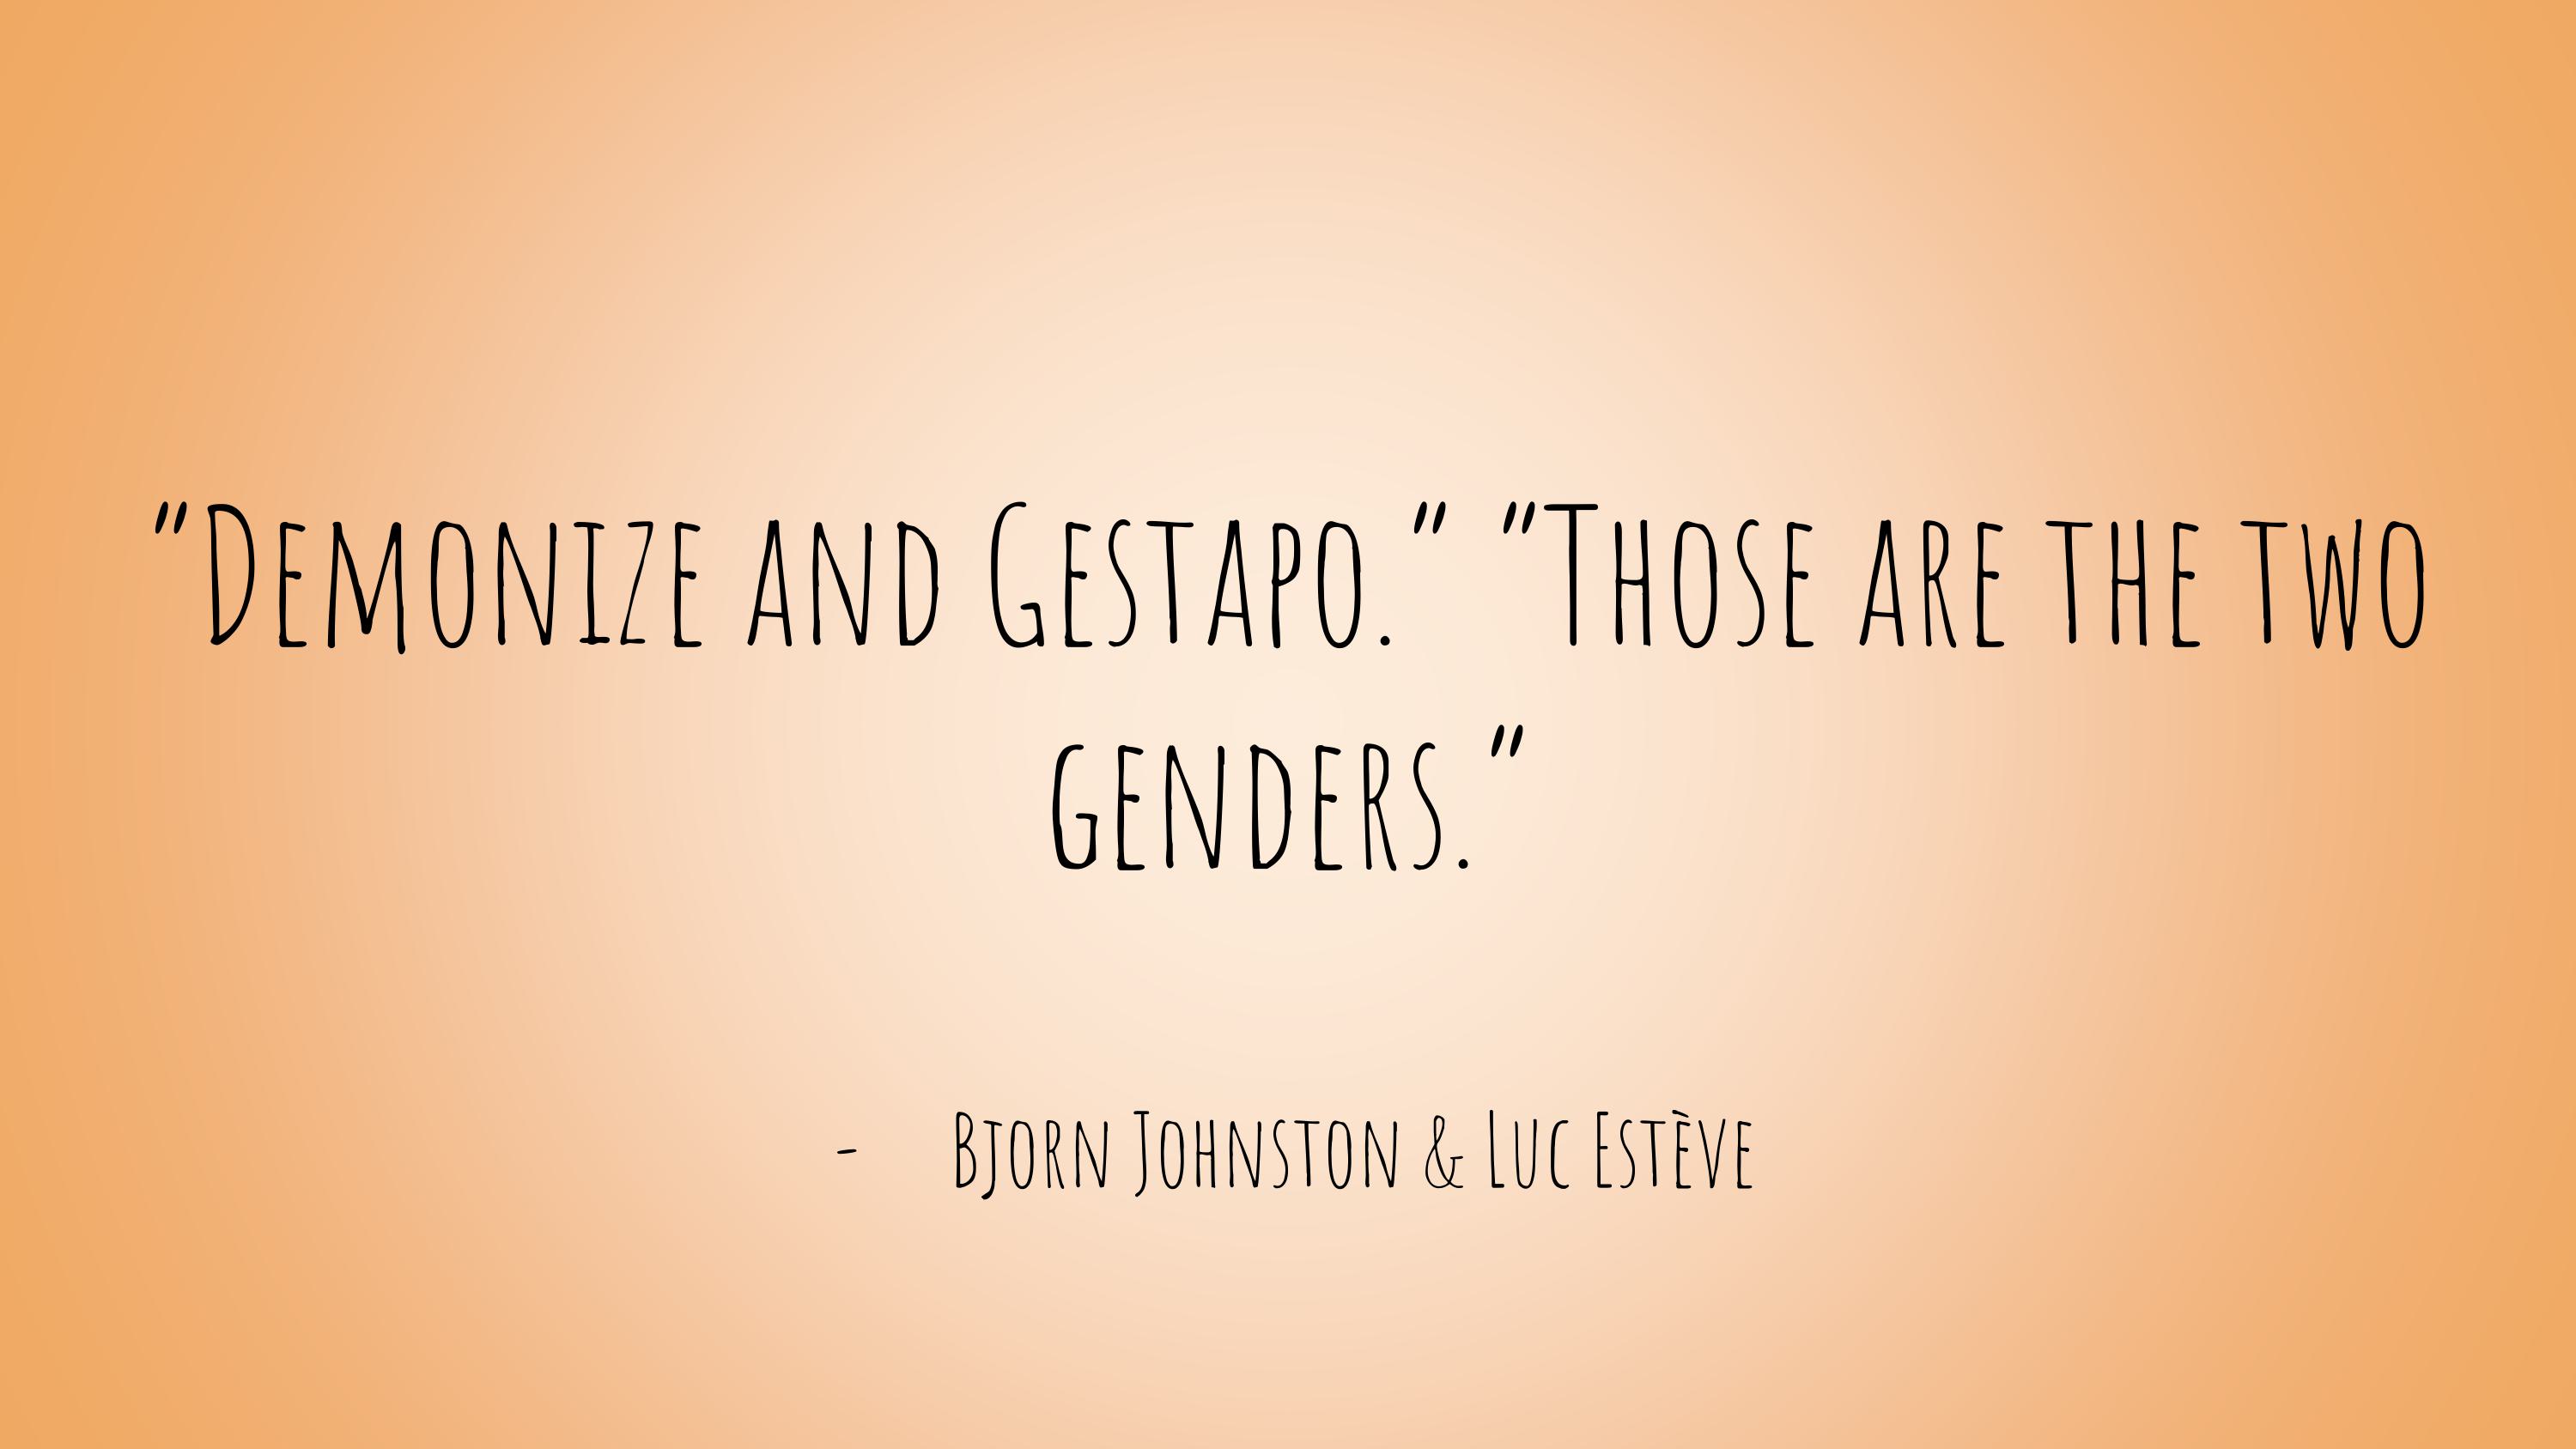 "Demonize and Gestapo." "Those are the two
genders."
- Bjorn Johnston & Luc Estève